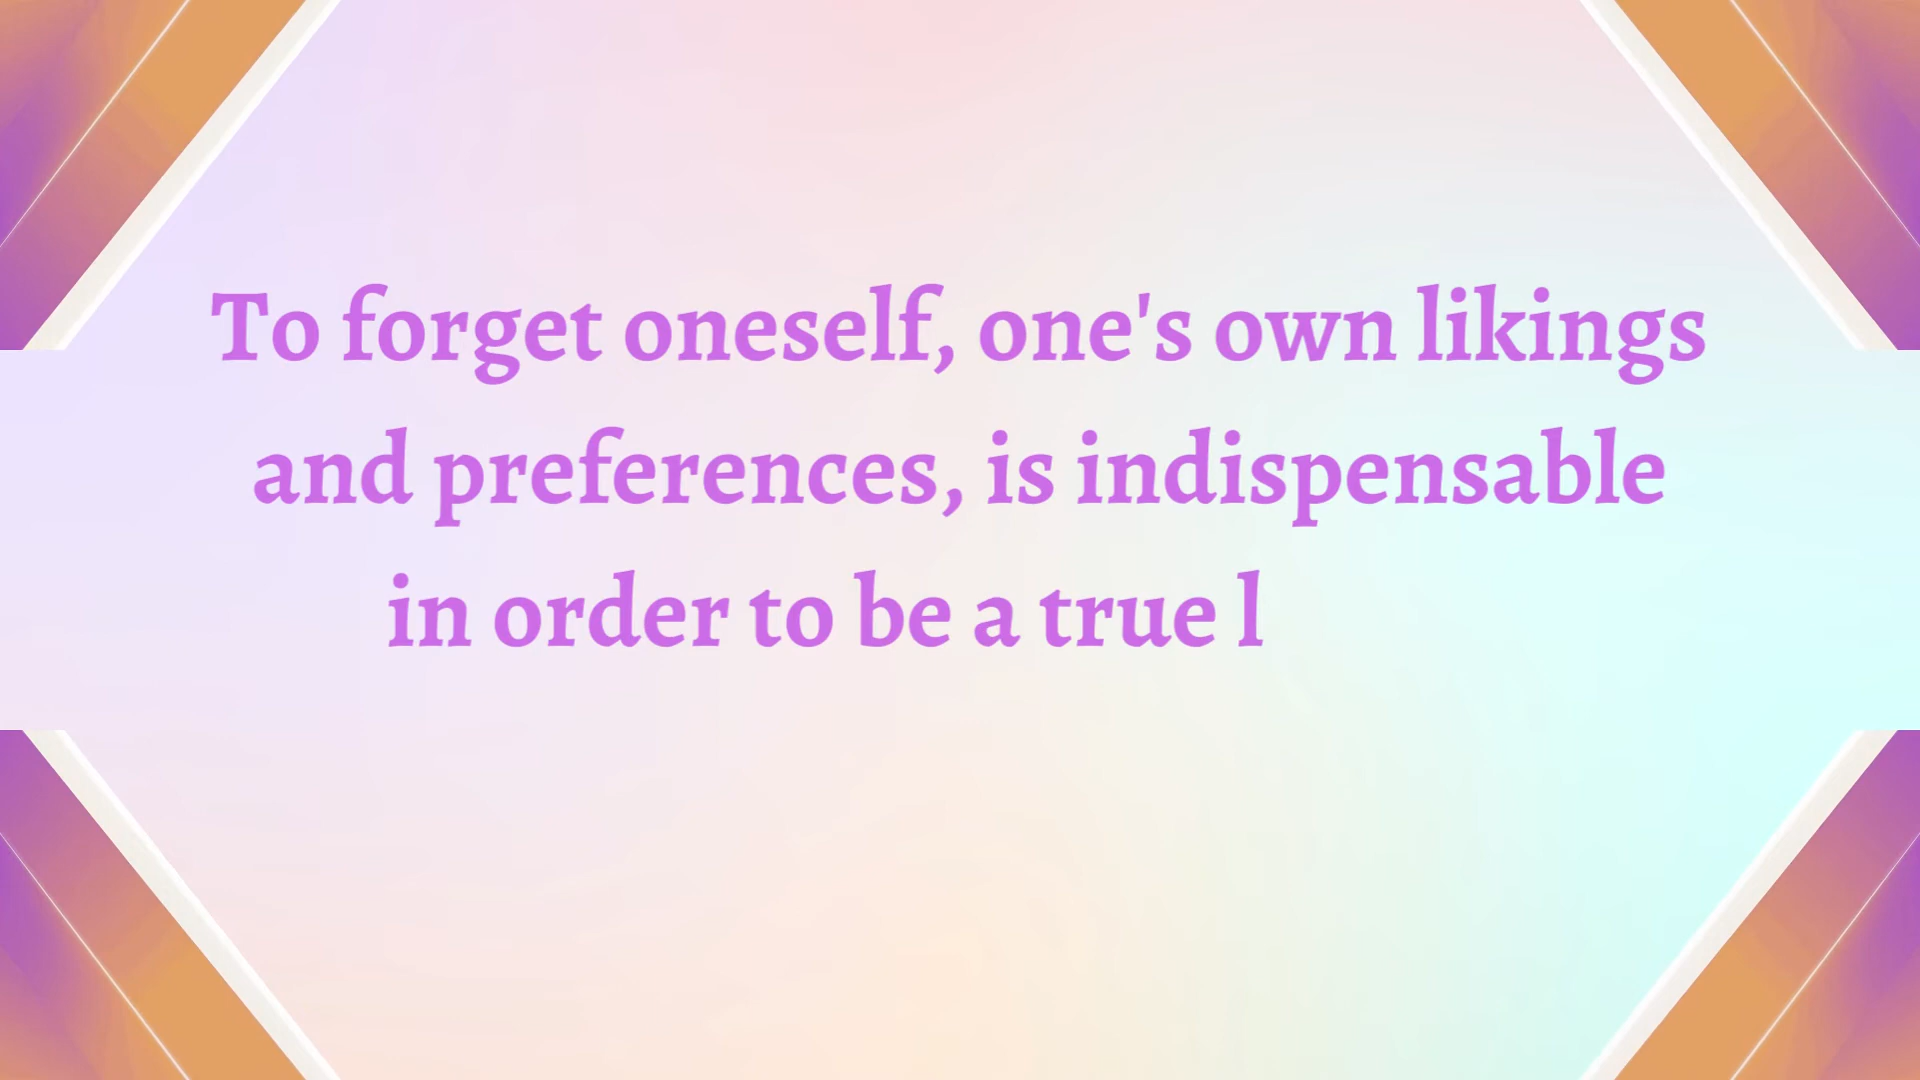 To forget oneself, one's own likings
and preferences, is indispensable
in order to be a true l